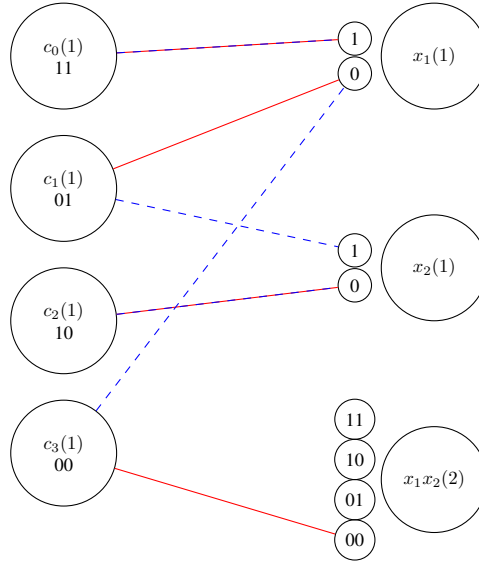 c₀(1)
11
1
0
x₁(1)
c₁(1)
01
1
0
x₂(1)
c₂(1)
10
c₃(1)
00
11
10
01
00
x₁x₂(2)